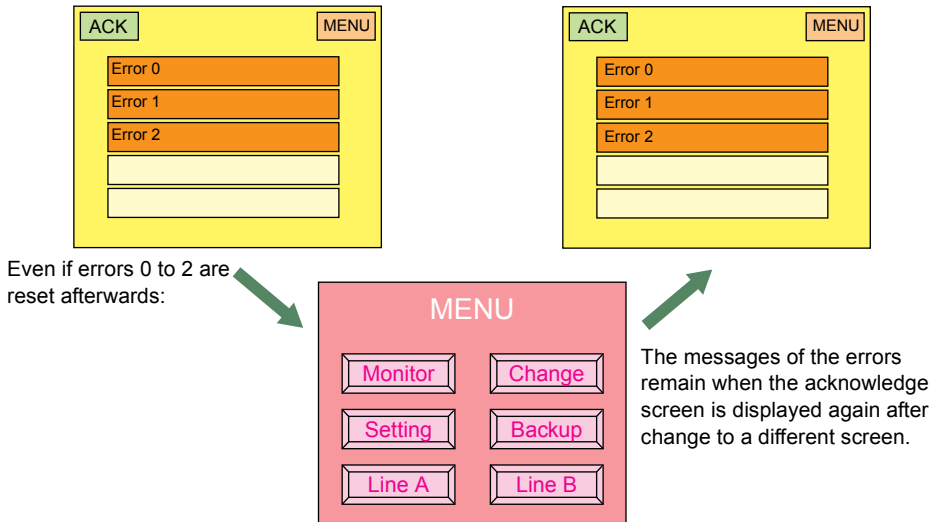 ACK MENU
Error 0
Error 1
Error 2
ACK MENU
Error 0
Error 1
Error 2
Even if errors 0 to 2 are
reset afterwards:
MENU
Monitor Change
Setting Backup
Line A Line B
The messages of the errors
remain when the acknowledge
screen is displayed again after
change to a different screen.